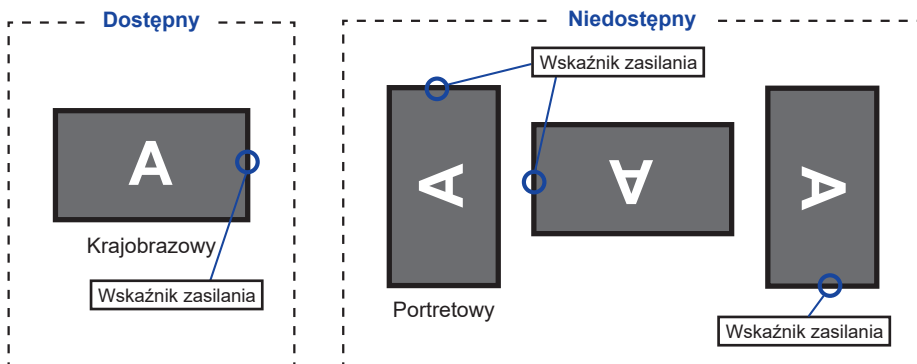 Dostępny
A
Krajobrazowy
Wskaźnik zasilania
Niedostępny
Wskaźnik zasilania
A
A
A
Portretowy
Wskaźnik zasilania